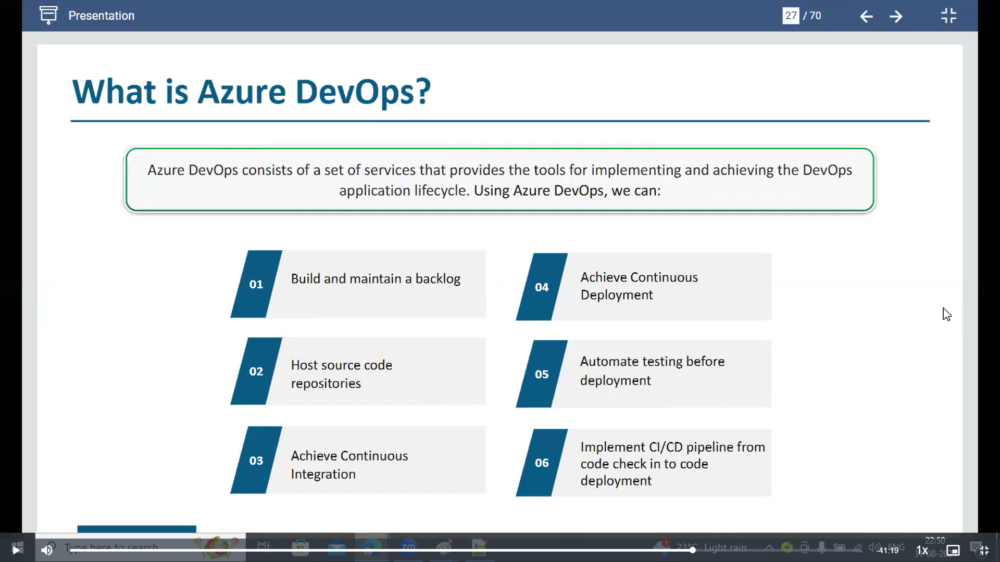 Presentation
27 / 70
What is Azure DevOps?
Azure DevOps consists of a set of services that provides the tools for implementing and achieving the DevOps
application lifecycle. Using Azure DevOps, we can:
01
Build and maintain a backlog
02
Host source code
repositories
03
Achieve Continuous
Integration
04
Achieve Continuous
Deployment
05
Automate testing before
deployment
06
Implement CI/CD pipeline from
code check in to code
deployment
Type here to search
zm
1
23°C Light rain
ENG
22:50
-41:19
1x